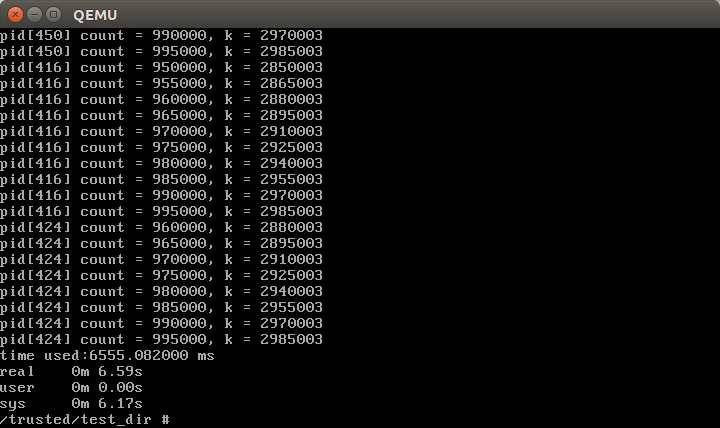 QEMU
pid[450] count = 990000, k = 2970003
pid[450] count = 995000, k = 2985003
pid[416] count = 950000, k = 2850003
pid[416] count = 955000, k = 2865003
pid[416] count = 960000, k = 2880003
pid[416] count = 965000, k = 2895003
pid[416] count = 970000, k = 2910003
pid[416] count = 975000, k = 2925003
pid[416] count = 980000, k = 2940003
pid[416] count = 985000, k = 2955003
pid[416] count = 990000, k = 2970003
pid[416] count = 995000, k = 2985003
pid[424] count = 960000, k = 2880003
pid[424] count = 965000, k = 2895003
pid[424] count = 970000, k = 2910003
pid[424] count = 975000, k = 2925003
pid[424] count = 980000, k = 2940003
pid[424] count = 985000, k = 2955003
pid[424] count = 990000, k = 2970003
pid[424] count = 995000, k = 2985003
time used:6555.082000 ms
real    0m 6.59s
user    0m 0.00s
sys     0m 6.17s
/trusted/test_dir #